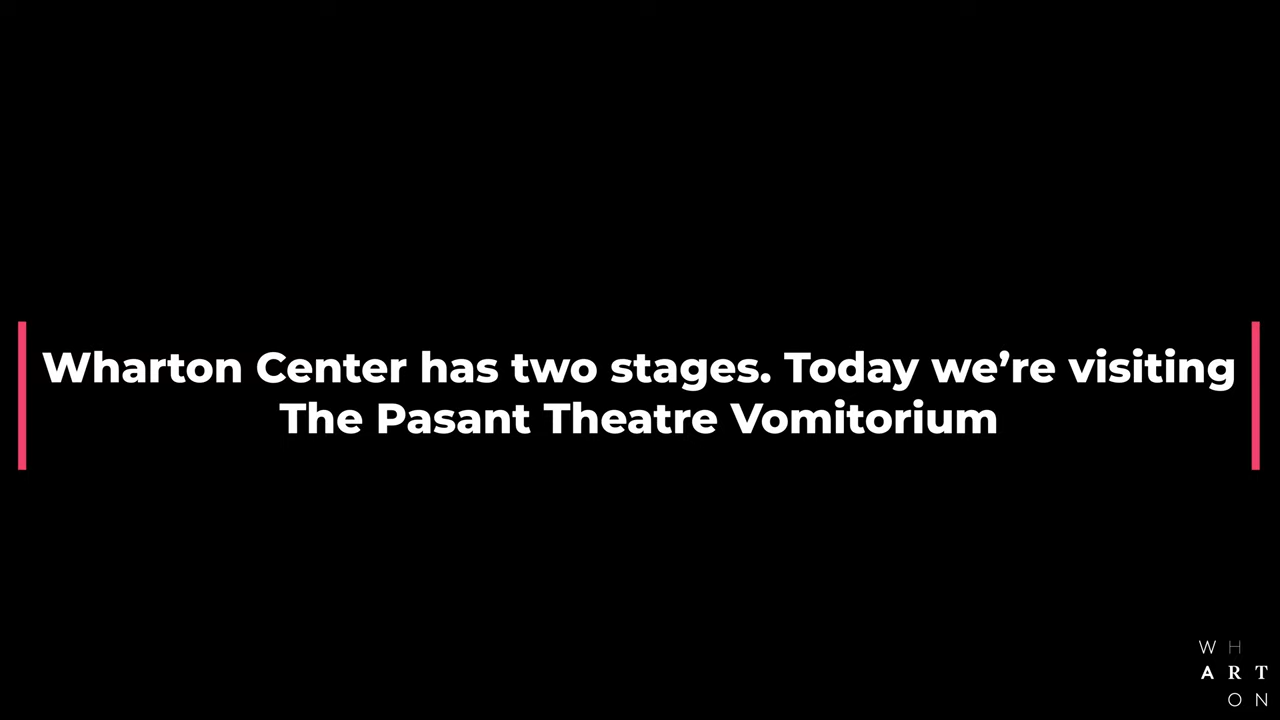 Wharton Center has two stages. Today we’re visiting
The Pasant Theatre Vomitorium
W H
A R T
O N